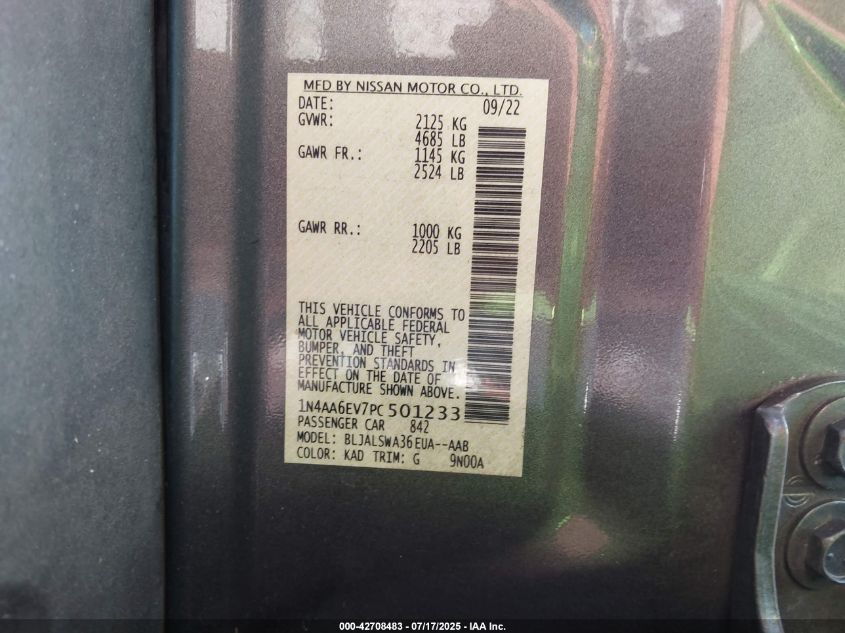 MFD BY NISSAN MOTOR CO., LTD.
DATE: 09/22
GVWR: 2125 KG
4685 LB
GAWR FR.: 1145 KG
2524 LB
GAWR RR.: 1000 KG
2205 LB
THIS VEHICLE CONFORMS TO
ALL APPLICABLE FEDERAL
MOTOR VEHICLE SAFETY,
BUMPER, AND THEFT
PREVENTION STANDARDS IN
EFFECT ON THE DATE OF
MANUFACTURE SHOWN ABOVE.
1N4AA6EV7PC501233
PASSENGER CAR 842
MODEL: BLJALSWA36EUA--AAB
COLOR: KAD TRIM: G 9N00A
000-42708483 - 07/17/2025 - IAA Inc.